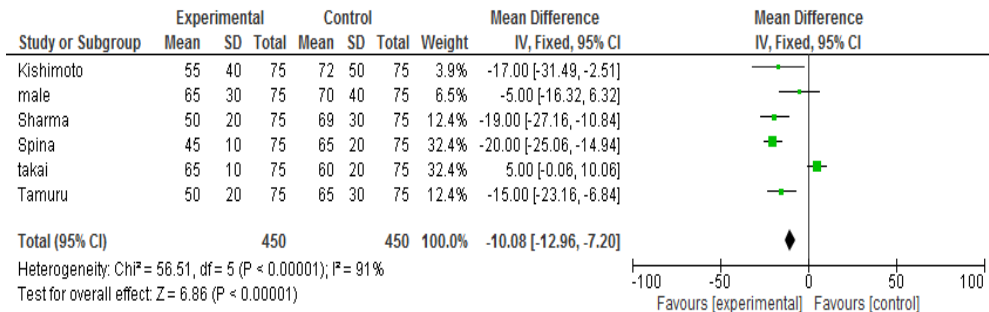 Experimental Control Mean Difference Mean Difference
Study or Subgroup Mean SD Total Mean SD Total Weight IV, Fixed, 95% CI IV, Fixed, 95% CI
Kishimoto 55 40 75 72 50 75 3.9% -17.00 [-31.49, -2.51]
male 65 30 75 70 40 75 6.5% -5.00 [-16.32, 6.32]
Sharma 50 20 75 69 30 75 12.4% -19.00 [-27.16, -10.84]
Spina 45 10 75 65 20 75 32.4% -20.00 [-25.06, -14.94]
takai 65 10 75 60 20 75 32.4% 5.00 [-0.06, 10.06]
Tamuru 50 20 75 65 30 75 12.4% -15.00 [-23.16, -6.84]
Total (95% CI) 450 450 100.0% -10.08 [-12.96, -7.20]
Heterogeneity: Chi² = 56.51, df = 5 (P < 0.00001); I² = 91%
Test for overall effect: Z = 6.86 (P < 0.00001)
-100 -50 0 50 100
Favours [experimental] Favours [control]